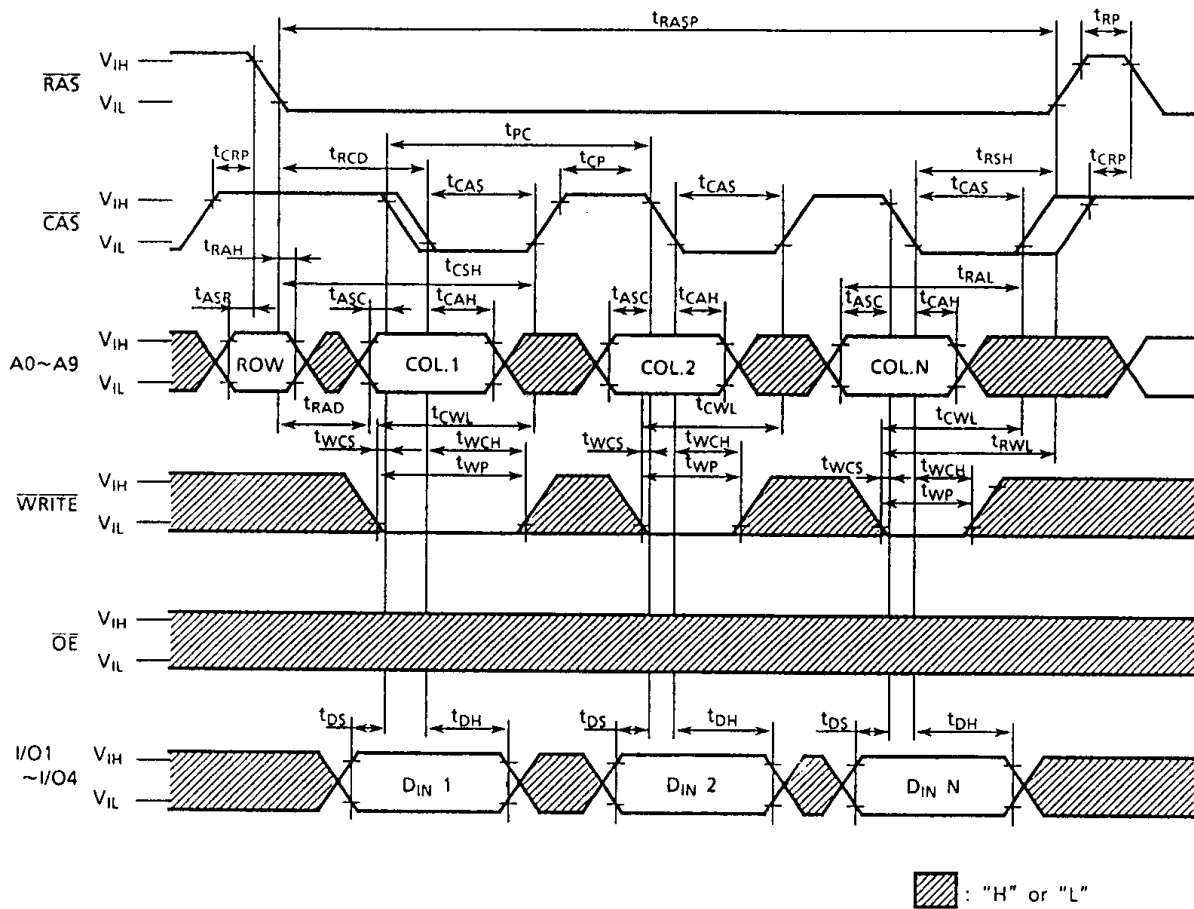 tRASP
tRP
RAS
VIH
VIL
tPC
tCRP
tRCD
tCP
tRSH
tCRP
tCAS
tCAS
tCAS
CAS
VIH
VIL
tRAH
tCSH
tRAL
tASR
tASC
tCAH
tASC
tCAH
tASC
tCAH
A0~A9
VIH
VIL
ROW
COL.1
COL.2
COL.N
tRAD
tCWL
tCWL
tCWL
tWCS
tWCH
tWCS
tWCH
tRWL
tWP
tWP
tWCS
tWCH
tWP
WRITE
VIH
VIL
OE
VIH
VIL
tDS
tDH
tDS
tDH
tDS
tDH
I/O1
~I/O4
VIH
VIL
DIN 1
DIN 2
DIN N
: "H" or "L"